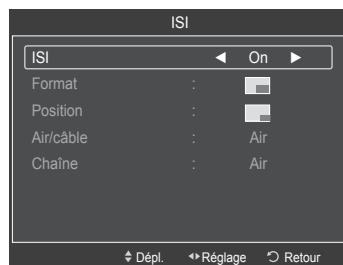 ISI
ISI ◄ On ►
Format :
Position :
Air/câble : Air
Chaîne : Air
Dépl. Réglage Retour